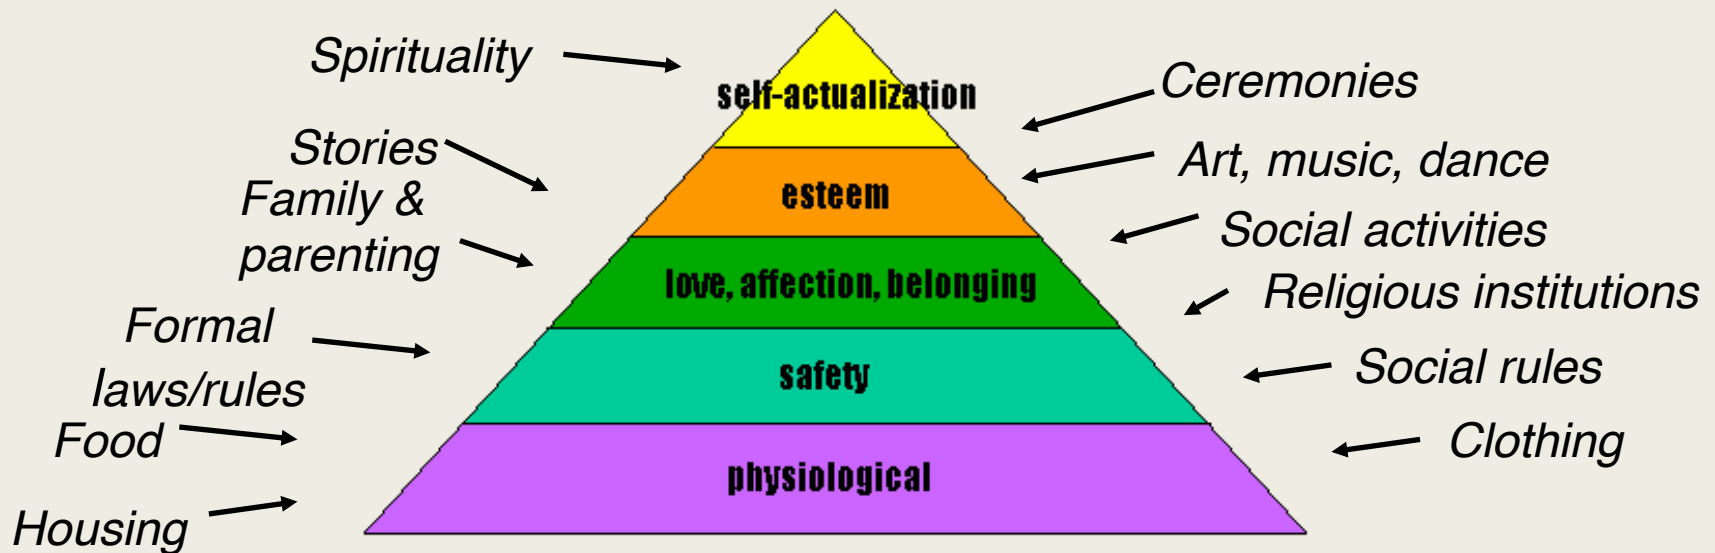 Spirituality
self-actualization
Ceremonies
Stories
Art, music, dance
Family &
parenting
esteem
Social activities
love, affection, belonging
Religious institutions
Formal
laws/rules
safety
Social rules
Food
Clothing
physiological
Housing